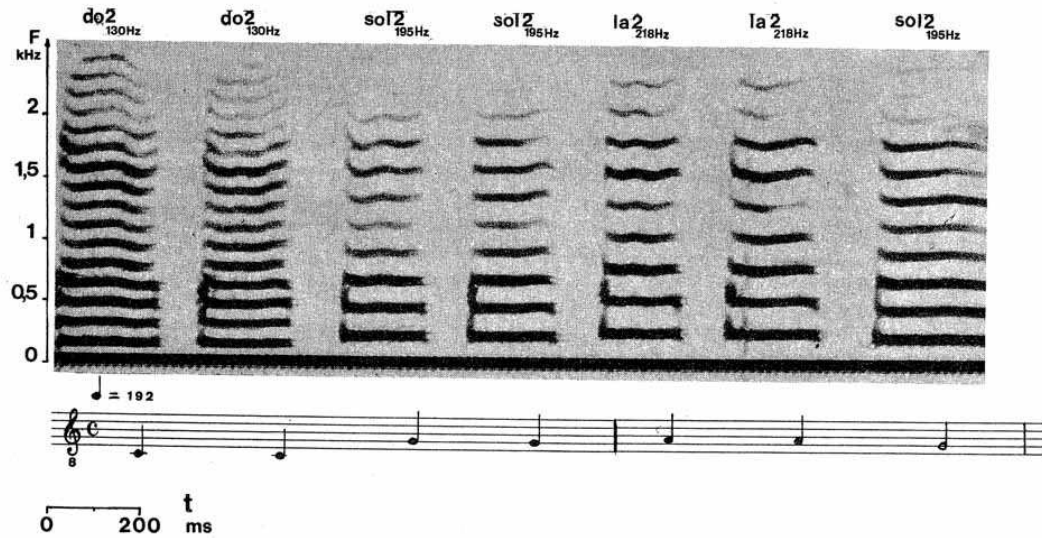 do2 do2 sol2 sol2 la2 la2 sol2
130Hz 130Hz 195Hz 195Hz 218Hz 218Hz 195Hz
F
kHz
2
1,5
1
0,5
0
= 192
8
t
0 200 ms